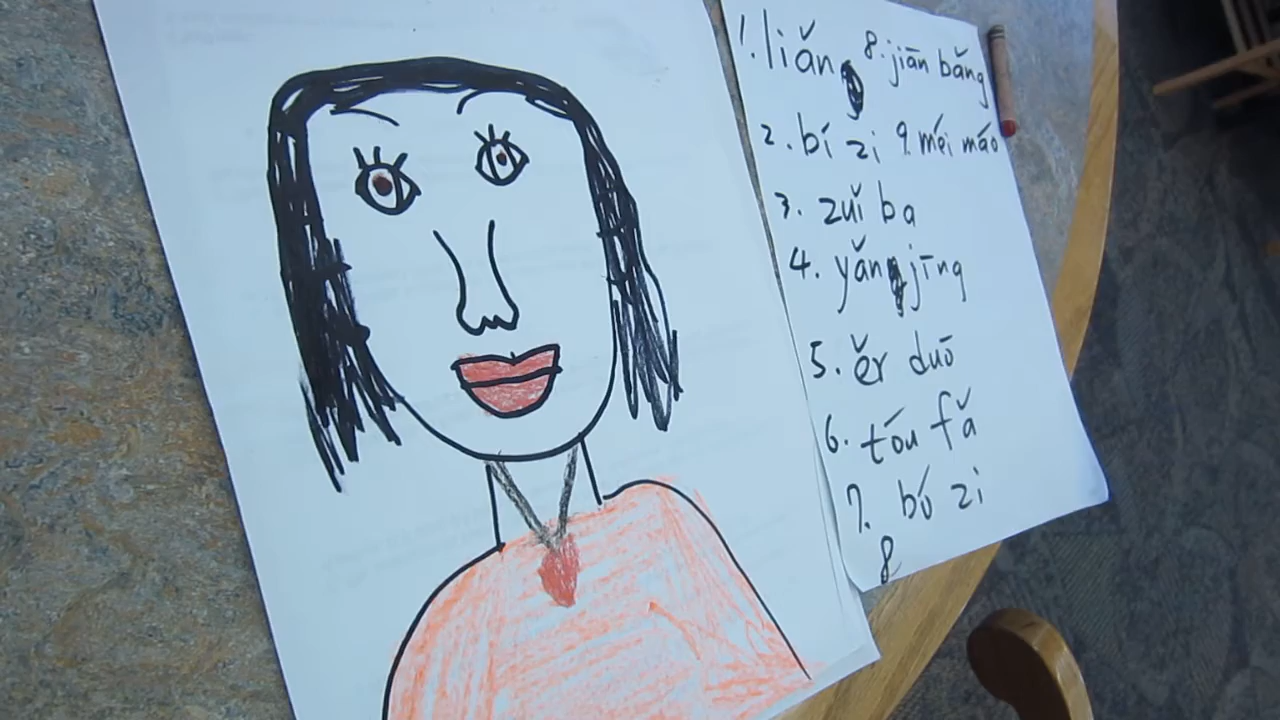 1. liǎn 8. jiān bǎng
2. bí zi 9. méi máo
3. zuǐ ba
4. yǎn jīng
5. ěr duō
6. tóu fǎ
7. bó zi
8